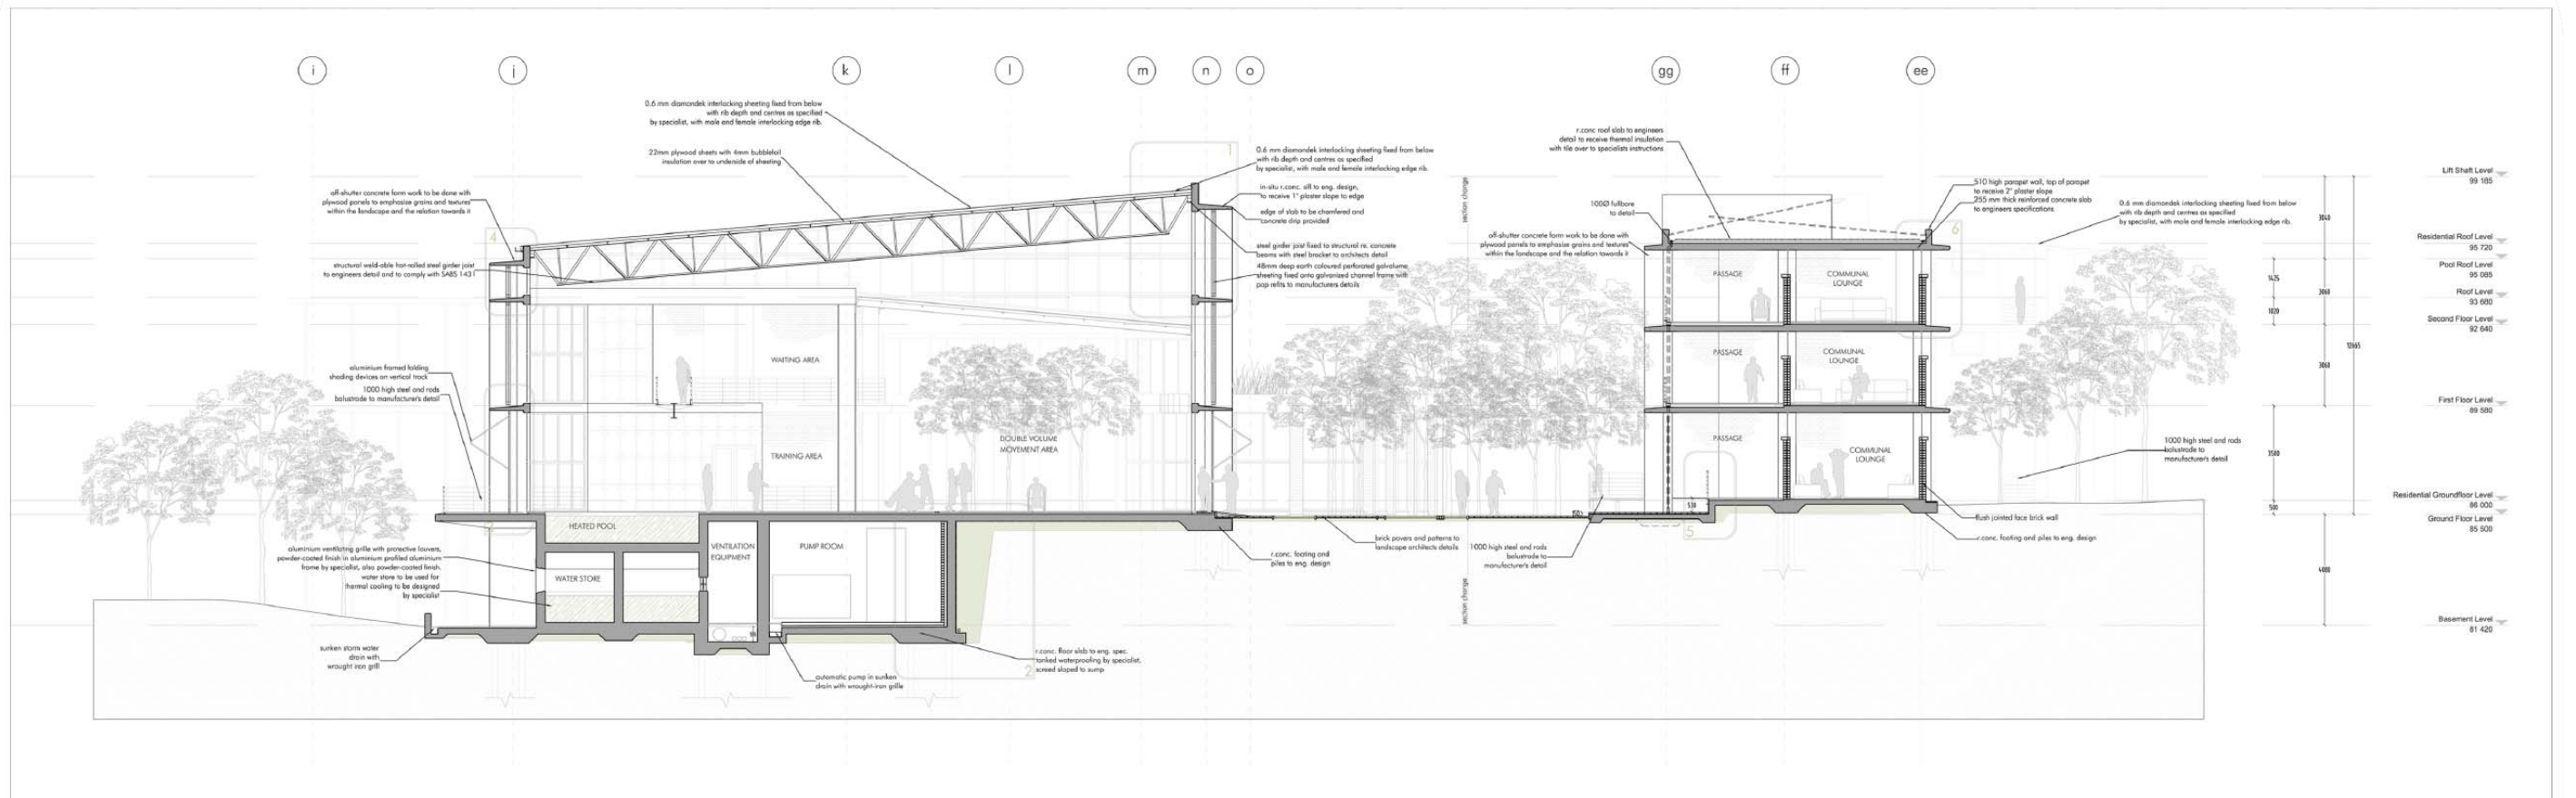 i
j
k
l
m
n
o
gg
ff
ee
0.6 mm diamondek interlocking sheeting fixed from below
with rib depth and centres as specified
by specialist, with male and female interlocking edge rib.
22mm plywood sheets with 4mm bubblefoil
insulation over to underside of sheeting
off-shutter concrete form work to be done with
plywood panels to emphasize grains and textures
within the landscape and the relation towards it
structural weld-able hot-rolled steel girder joist
to engineers detail and to comply with SABS 1431
aluminium framed folding
shading devices on vertical track
1000 high steel and rods
balustrade to manufacturer's detail
aluminium ventilating grille with protective louvers,
powder-coated finish in aluminium profiled aluminium
frame by specialist, also powder-coated finish.
water store to be used for
thermal cooling to be designed
by specialist
sunken storm water
drain with
wrought iron grill
4
1
WAITING AREA
TRAINING AREA
DOUBLE VOLUME
MOVEMENT AREA
HEATED POOL
WATER STORE
VENTILATION
EQUIPMENT
PUMP ROOM
automatic pump in sunken
drain with wrought-iron grille
2
r.conc. floor slab to eng. spec.
tanked waterproofing by specialist,
screed sloped to sump
0.6 mm diamondek interlocking sheeting fixed from below
with rib depth and centres as specified
by specialist, with male and female interlocking edge rib.
in-situ r.conc. sill to eng. design,
to receive 1° plaster slope to edge
edge of slab to be chamfered and
concrete drip provided
steel girder joist fixed to structural re. concrete
beams with steel bracket to architects detail
48mm deep earth coloured perforated galvalume
sheeting fixed onto galvanized channel frame with
pop refits to manufacturers details
r.conc. footing and
piles to eng. design
brick pavers and patterns to
landscape architects details
section change
section change
1000 high steel and rods
balustrade to
manufacturer's detail
r.conc roof slab to engineers
detail to receive thermal insulation
with tile over to specialists instructions
100Ø fullbore
to detail
off-shutter concrete form work to be done with
plywood panels to emphasize grains and textures
within the landscape and the relation towards it
PASSAGE
COMMUNAL
LOUNGE
PASSAGE
COMMUNAL
LOUNGE
PASSAGE
COMMUNAL
LOUNGE
5
6
510 high parapet wall, top of parapet
to receive 2° plaster slope
255 mm thick reinforced concrete slab
to engineers specifications
0.6 mm diamondek interlocking sheeting fixed from below
with rib depth and centres as specified
by specialist, with male and female interlocking edge rib.
1000 high steel and rods
balustrade to
manufacturer's detail
flush jointed face brick wall
r.conc. footing and piles to eng. design
3060
3060
500
Lift Shaft Level
99 185
Residential Roof Level
95 720
Pool Roof Level
95 085
Roof Level
93 680
Second Floor Level
92 640
First Floor Level
89 580
Residential Groundfloor Level
86 000
Ground Floor Level
85 500
Basement Level
81 420